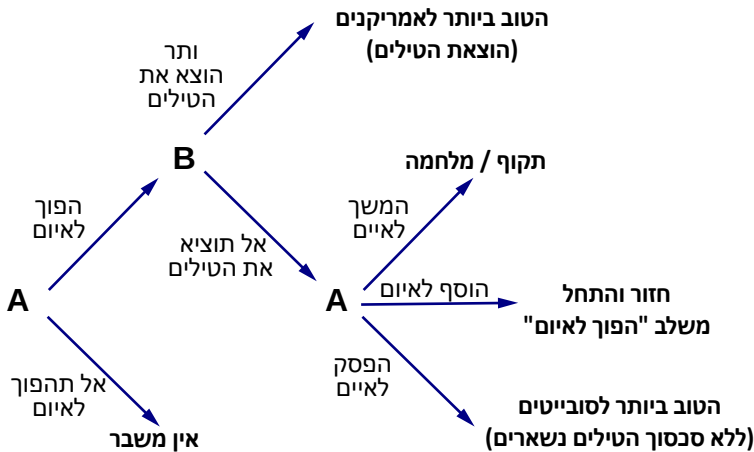 הטוב ביותר לאמריקנים
(הוצאת הטילים)
ותר
הוצא את
הטילים
B
תקוף / מלחמה
הפוך
לאיום
המשך
לאיים
אל תוציא
את הטילים
A
A
הוסף לאיום
חזור והתחל
משלב "הפוך לאיום"
הפסק
לאיים
אל תהפוך
לאיום
הטוב ביותר לסובייטים
(ללא סכסוך הטילים נשארים)
אין משבר